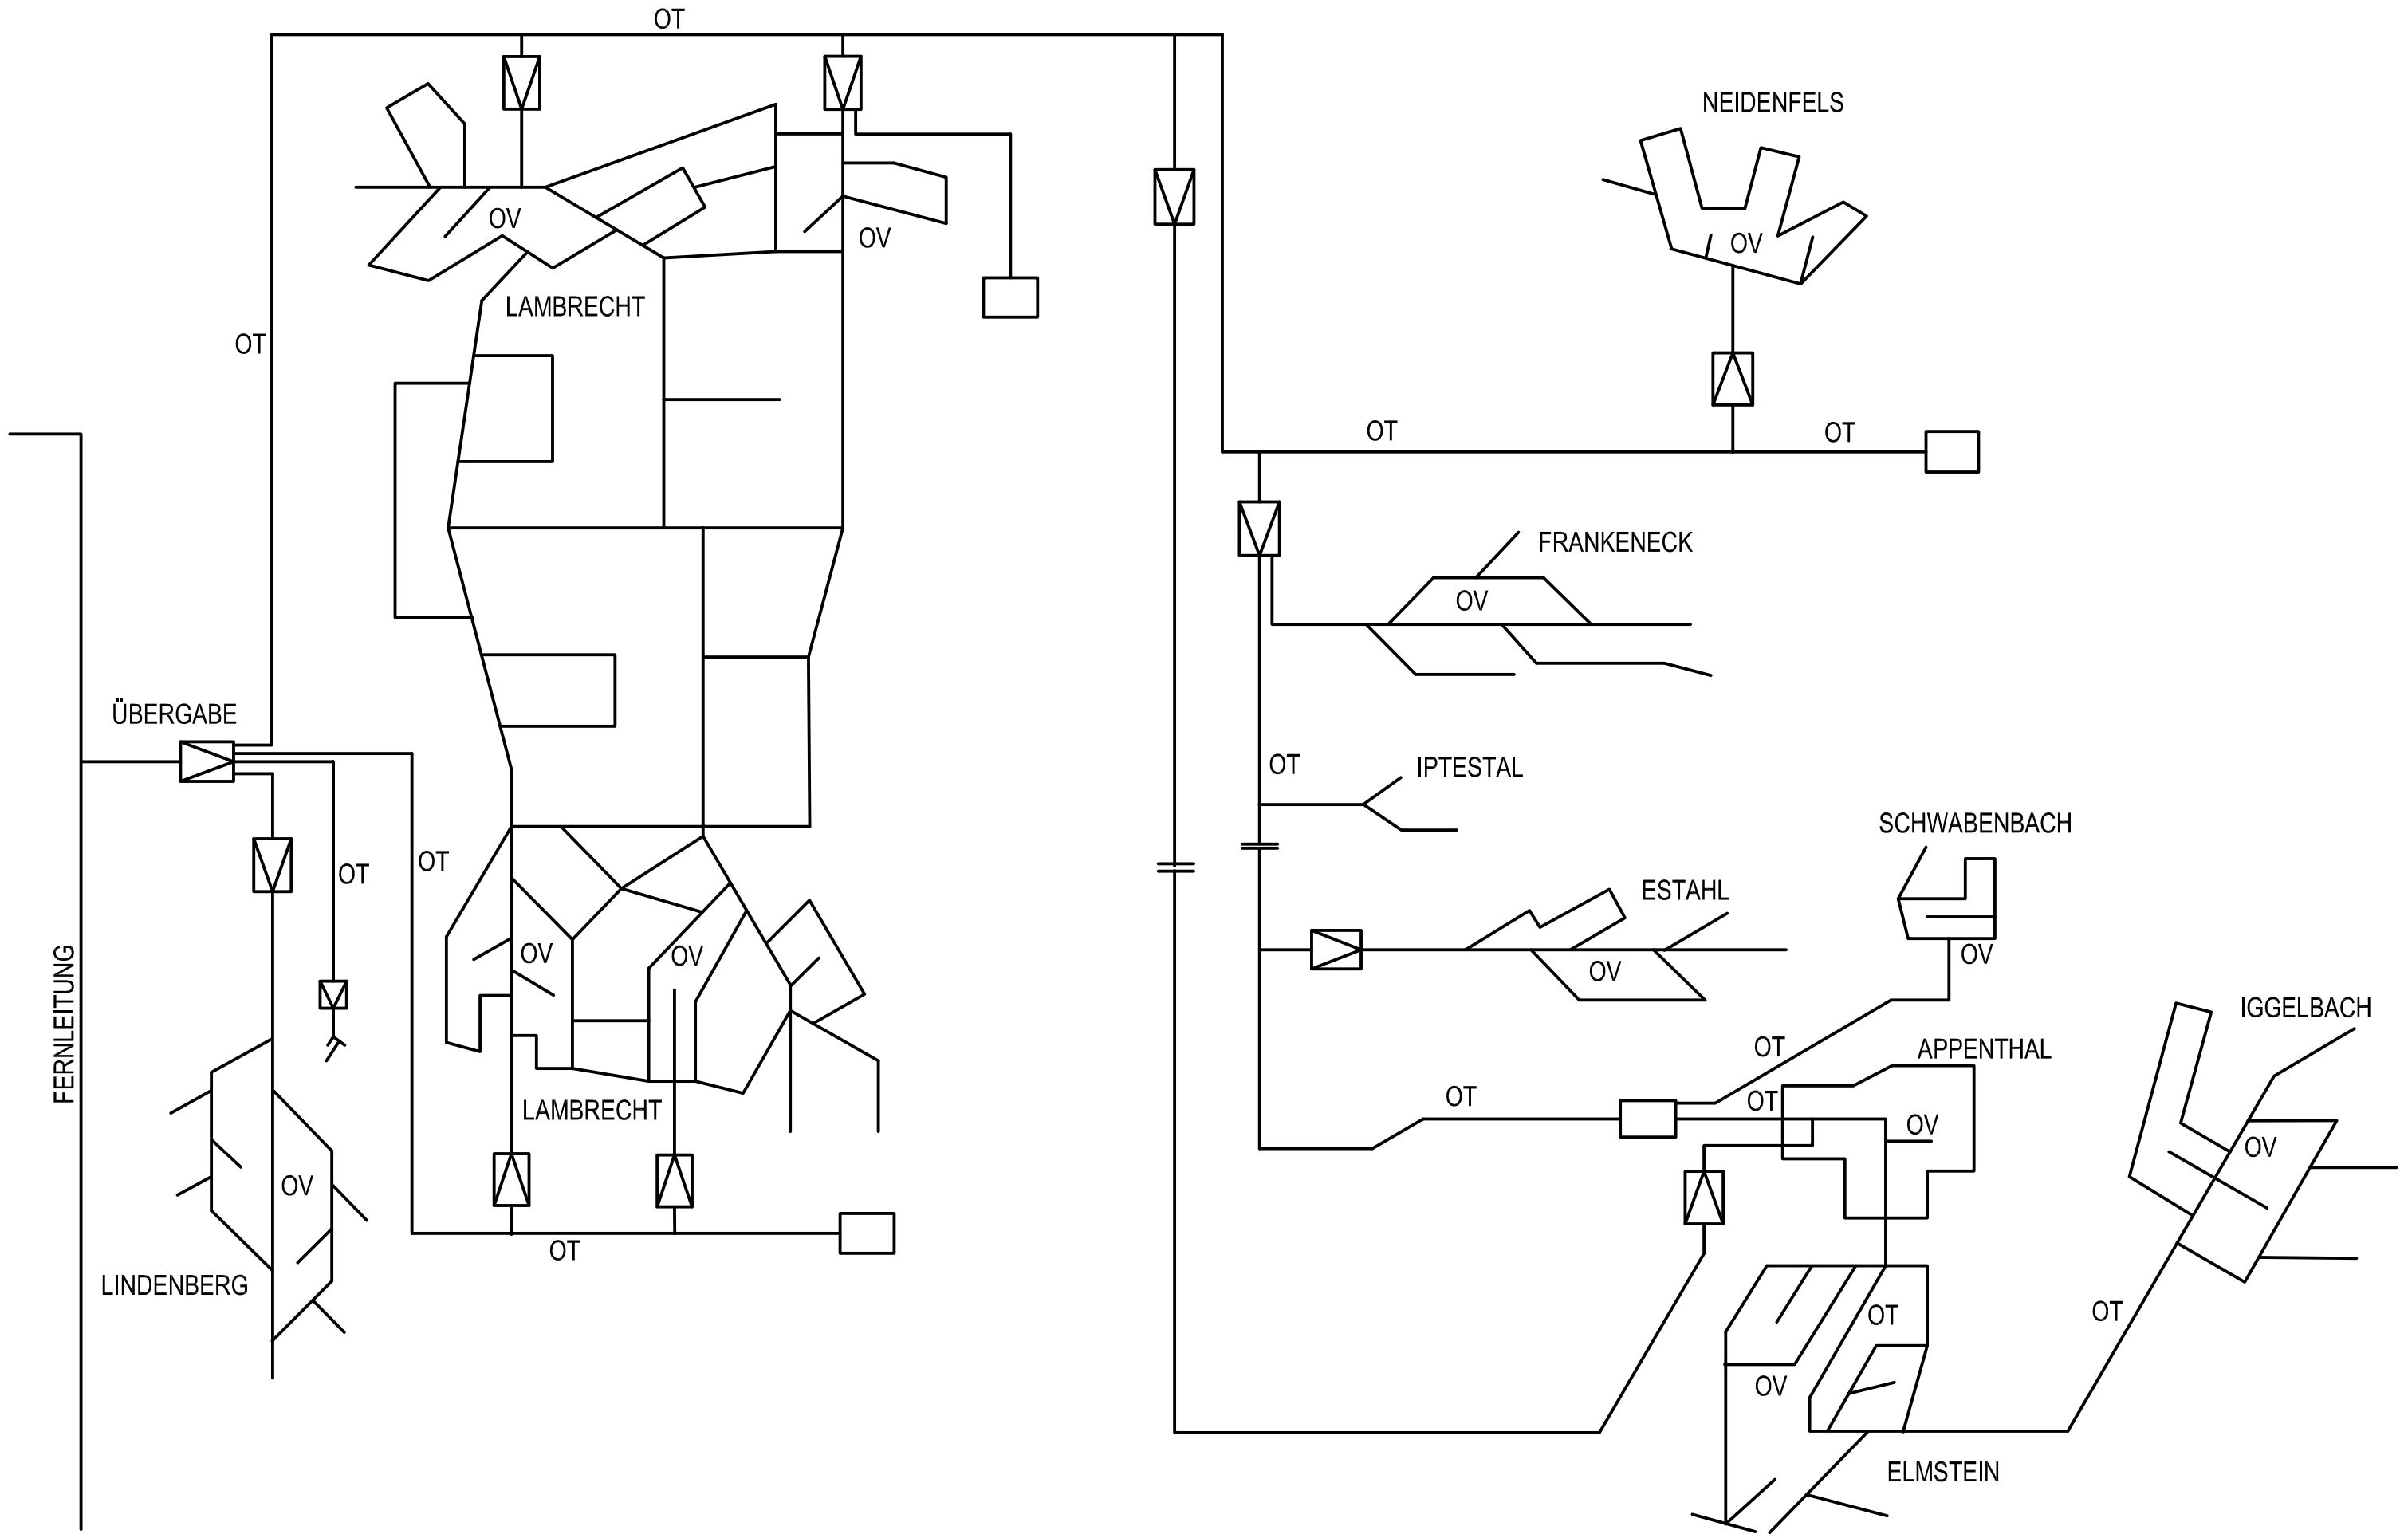 OT
NEIDENFELS
OV
OV
OV
LAMBRECHT
OT
OT
OT
FRANKENECK
OV
ÜBERGABE
OT
IPTESTAL
SCHWABENBACH
OT
OT
ESTAHL
OV
OV
OV
OV
FERNLEITUNG
IGGELBACH
OT
APPENTHAL
OT
OT
LAMBRECHT
OV
OV
OV
OT
LINDENBERG
OT
OT
OV
ELMSTEIN